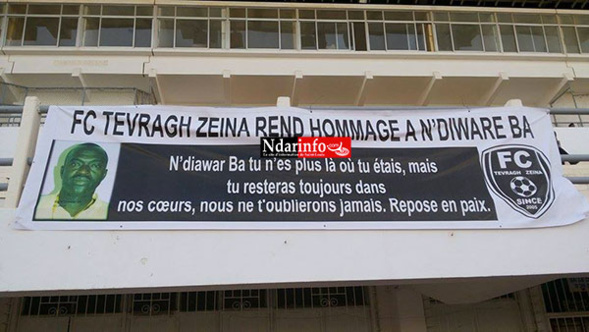 FC TEVRAGH ZEINA REND HOMMAGE A N'DIWARE BA
Ndarinfo.com
N'diawar Ba tu n'es plus là où tu étais, mais
tu resteras toujours dans
nos cœurs, nous ne t'oublierons jamais. Repose en paix.
FC
TEVRAGH ZEINA
SINCE
2005